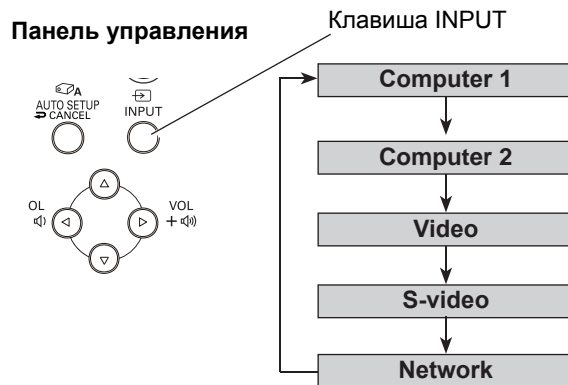 Панель управления
Клавиша INPUT
A
AUTO SETUP
CANCEL
INPUT
OL
VOL
+
Computer 1
Computer 2
Video
S-video
Network